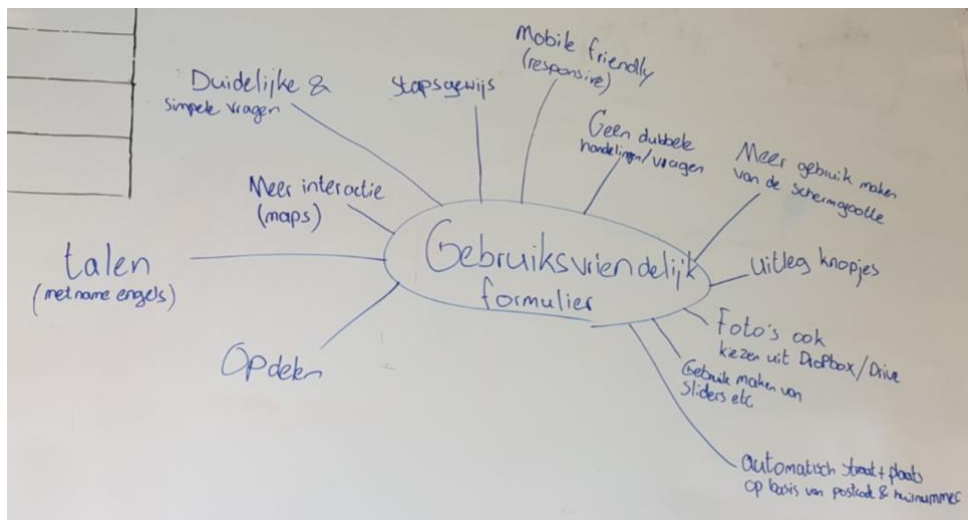 Mobile friendly
(responsive)
Duidelijke &
simpele vragen
stapsgewijs
Geen dubbele
handelingen/vragen
Meer gebruik maken
van de schermgrootte
Meer interactie
(maps)
Gebruiksvriendelijk
formulier
talen
(met name engels)
uitleg knopjes
Foto's ook
kiezen uit Dropbox/Drive
Opdelen
Gebruik maken van
Sliders etc
automatisch straat + plaats
op basis van postcode & huisnummer